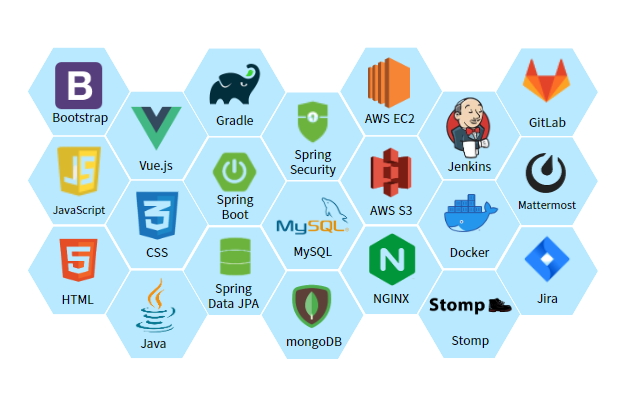 B
Bootstrap
Gradle
AWS EC2
GitLab
Vue.js
Spring
Security
Jenkins
JS
JavaScript
Spring
Boot
AWS S3
Mattermost
3
CSS
MySQL
MySQL
Docker
5
HTML
Spring
Data JPA
N
NGINX
Jira
Java
mongoDB
Stomp
Stomp